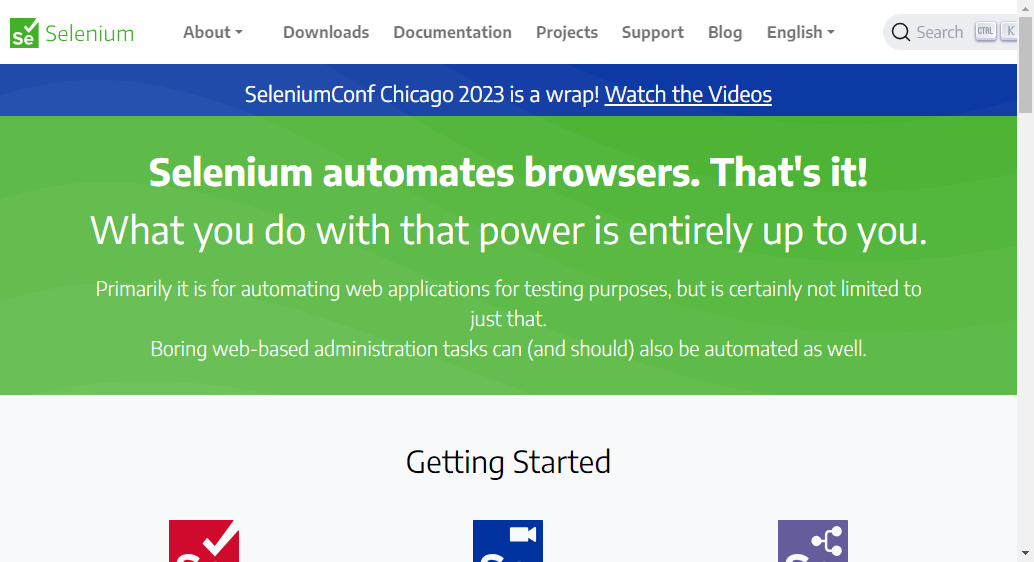 Se Selenium
About
Downloads
Documentation
Projects
Support
Blog
English
Search
CTRL
K
SeleniumConf Chicago 2023 is a wrap! Watch the Videos
Selenium automates browsers. That's it!
What you do with that power is entirely up to you.
Primarily it is for automating web applications for testing purposes, but is certainly not limited to
just that.
Boring web-based administration tasks can (and should) also be automated as well.
Getting Started